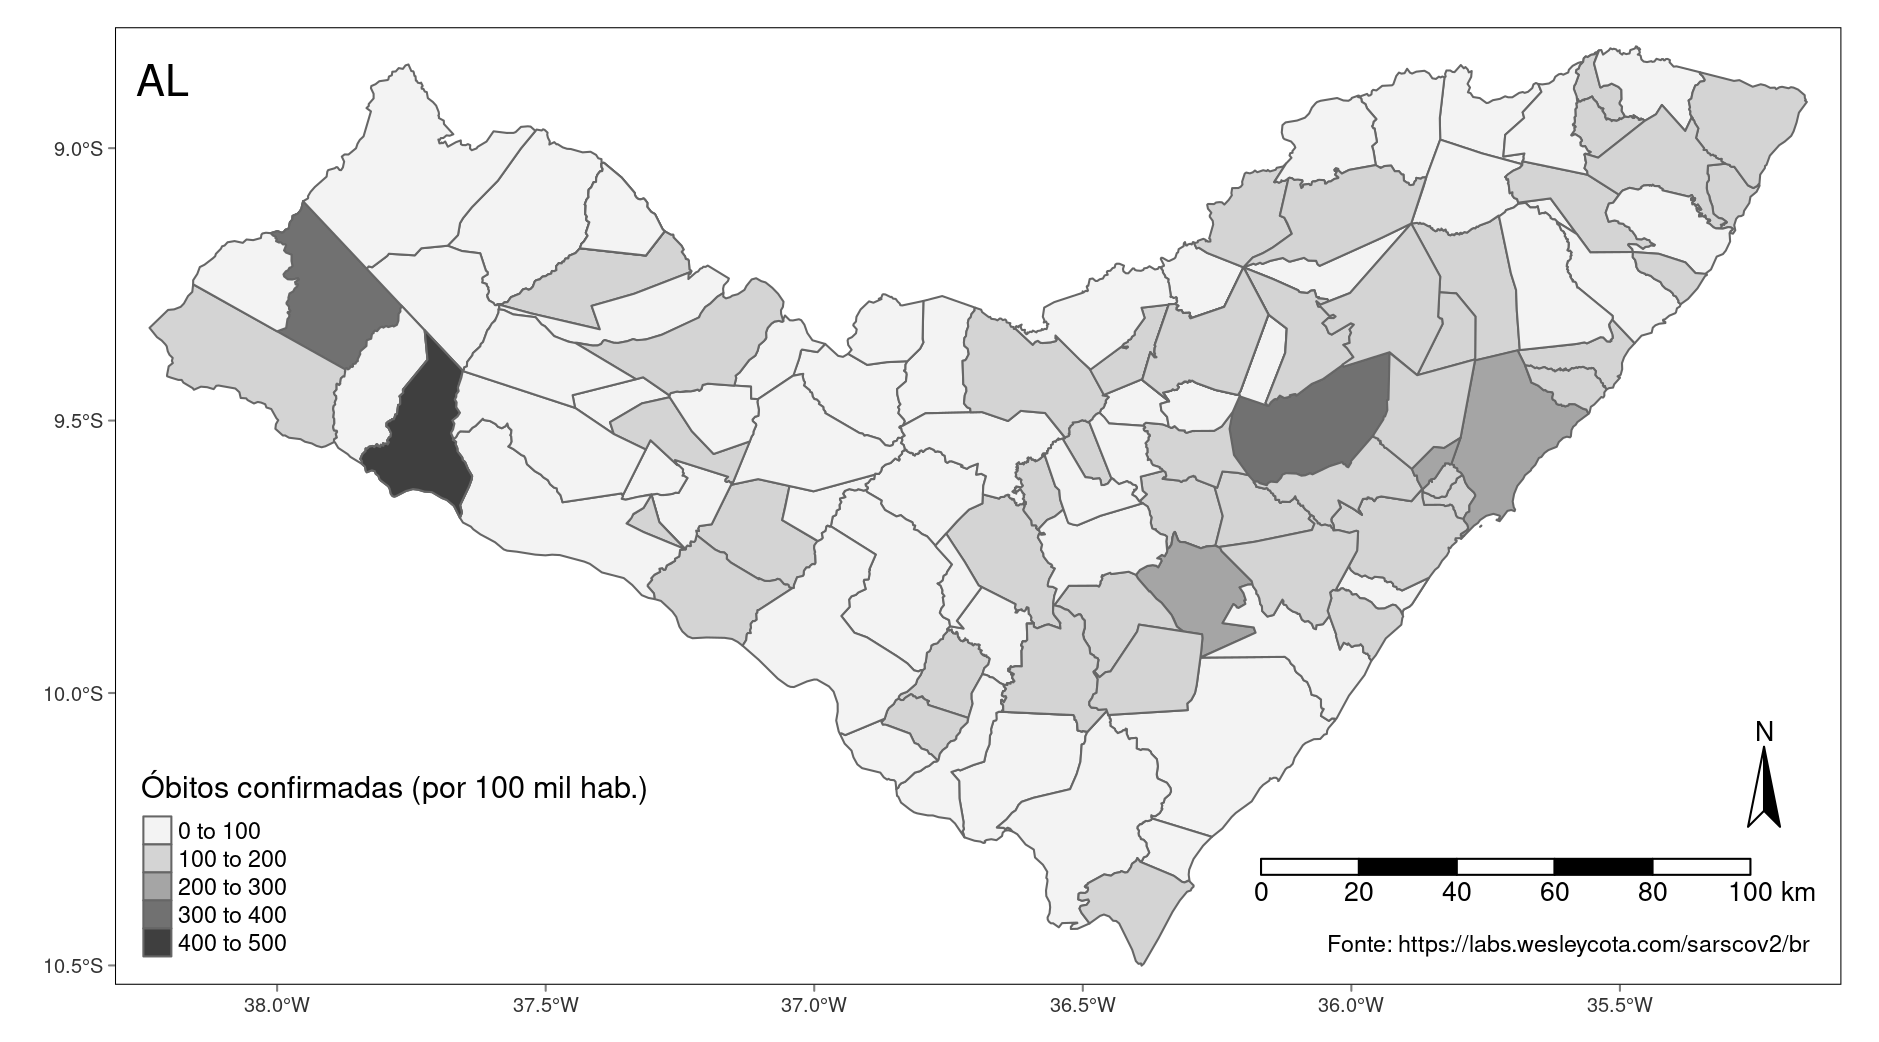 AL
9.0°S
9.5°S
10.0°S
10.5°S
Óbitos confirmadas (por 100 mil hab.)
0 to 100
100 to 200
200 to 300
300 to 400
400 to 500
N
0 20 40 60 80 100 km
Fonte: https://labs.wesleycota.com/sarscov2/br
38.0°W 37.5°W 37.0°W 36.5°W 36.0°W 35.5°W